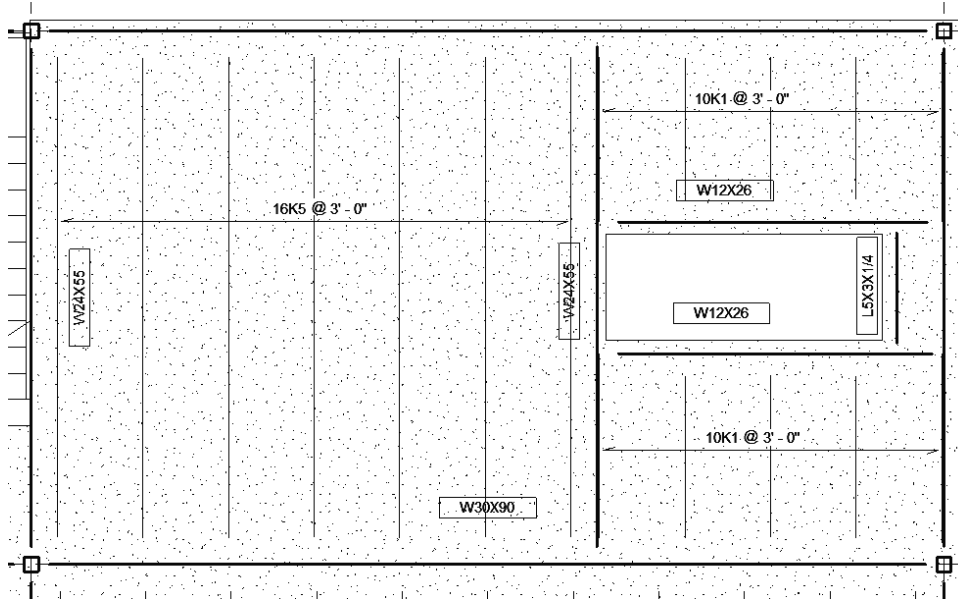 10K1 @ 3' - 0"
W12X26
16K5 @ 3' - 0"
W24X55
W24X55
L5X3X1/4
W12X26
10K1 @ 3' - 0"
W30X90